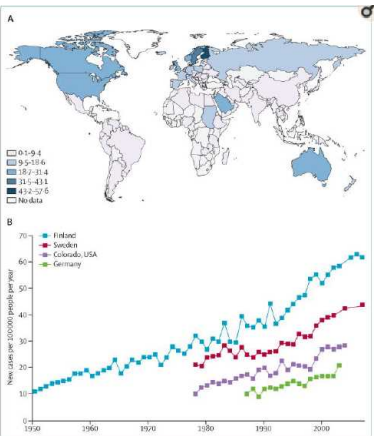 A
0·1–9·4
9·5–18·6
18·7–31·4
31·5–43·1
43·2–57·6
No data
B
70
Finland
Sweden
Colorado, USA
Germany
60
50
40
30
20
10
New cases per 100 000 people per year
1950
1960
1970
1980
1990
2000